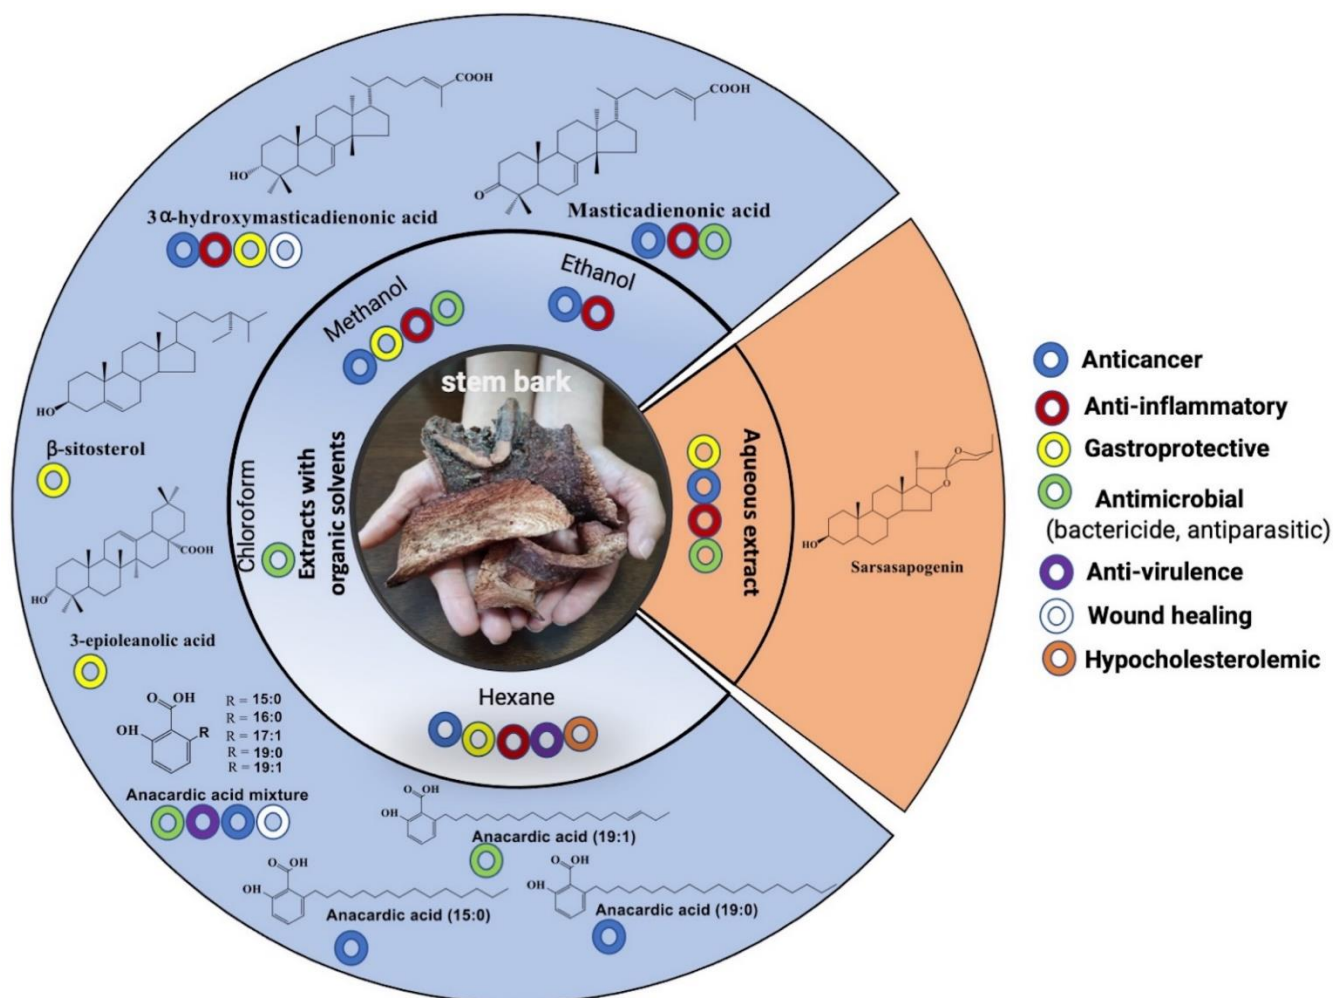 COOH
HO
3α-hydroxymasticadienonic acid
COOH
O
Masticadienonic acid
Methanol
Ethanol
HO
β-sitosterol
COOH
HO
3-epioleanolic acid
Chloroform
Extracts with
organic solvents
stem bark
Aqueous extract
O
O
HO
Sarsasapogenin
Hexane
O
OH
OH
R
R = 15:0
R = 16:0
R = 17:1
R = 19:0
R = 19:1
Anacardic acid mixture
O
OH
OH
Anacardic acid (19:1)
O
OH
OH
Anacardic acid (15:0)
O
OH
OH
Anacardic acid (19:0)
Anticancer
Anti-inflammatory
Gastroprotective
Antimicrobial
(bactericide, antiparasitic)
Anti-virulence
Wound healing
Hypocholesterolemic